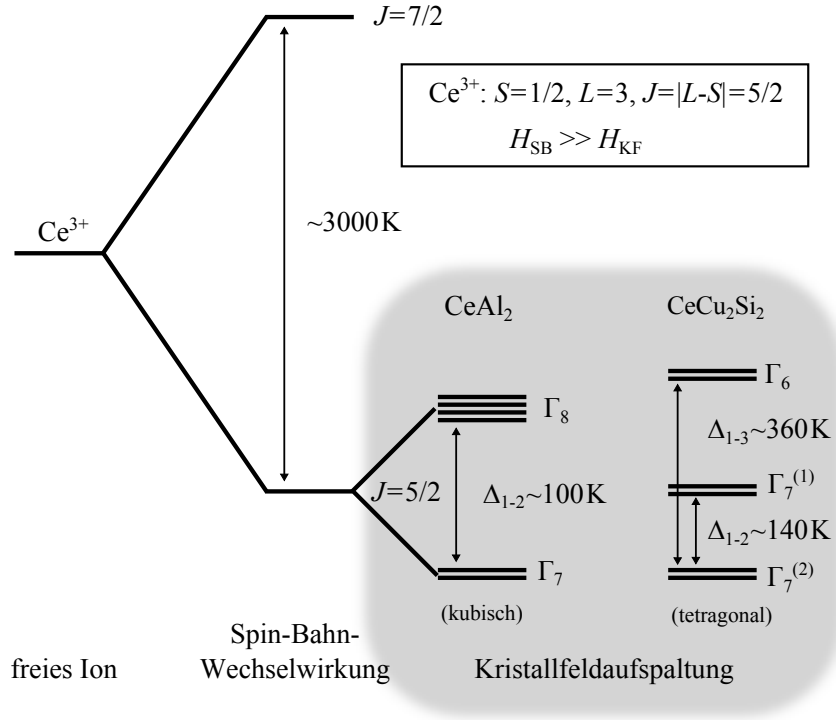 J=7/2
Ce³⁺: S=1/2, L=3, J=|L-S|=5/2
H_SB >> H_KF
Ce³⁺
~3000K
CeAl₂
CeCu₂Si₂
Γ₈
Γ₆
Δ₁₋₃~360K
J=5/2
Δ₁₋₂~100K
Γ₇⁽¹⁾
Δ₁₋₂~140K
Γ₇
Γ₇⁽²⁾
(kubisch)
(tetragonal)
freies Ion
Spin-Bahn-
Wechselwirkung
Kristallfeldaufspaltung